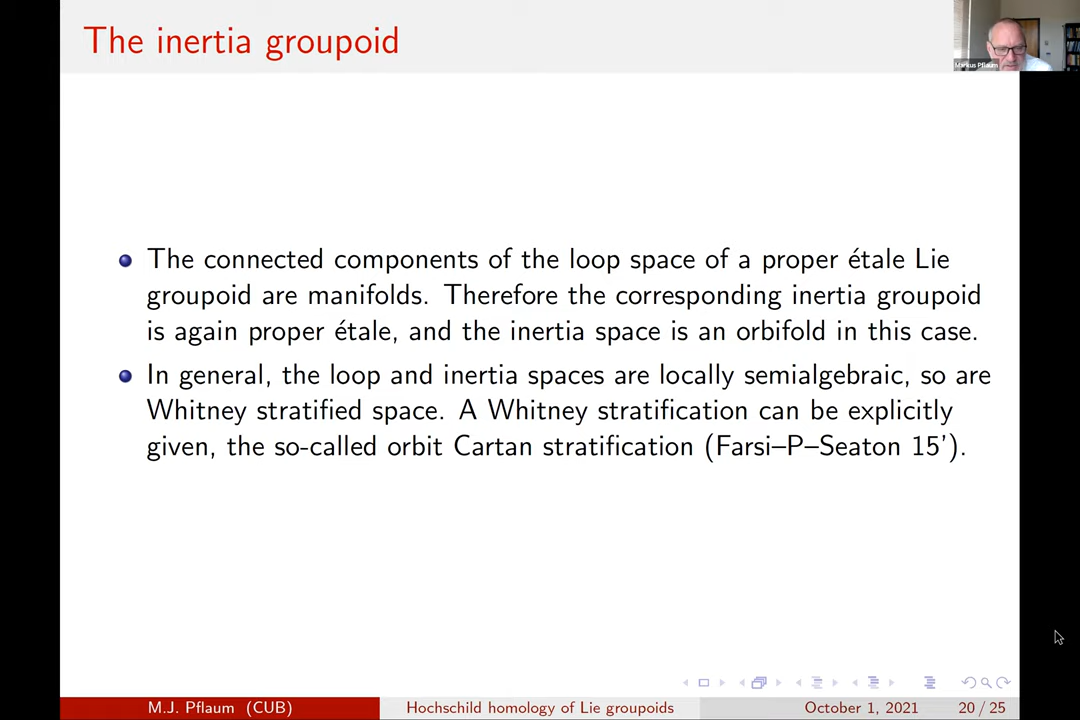 The inertia groupoid
Markus Pflaum
The connected components of the loop space of a proper étale Lie
groupoid are manifolds. Therefore the corresponding inertia groupoid
is again proper étale, and the inertia space is an orbifold in this case.
In general, the loop and inertia spaces are locally semialgebraic, so are
Whitney stratified space. A Whitney stratification can be explicitly
given, the so-called orbit Cartan stratification (Farsi–P–Seaton 15’).
M.J. Pflaum (CUB)
Hochschild homology of Lie groupoids
October 1, 2021
20 / 25